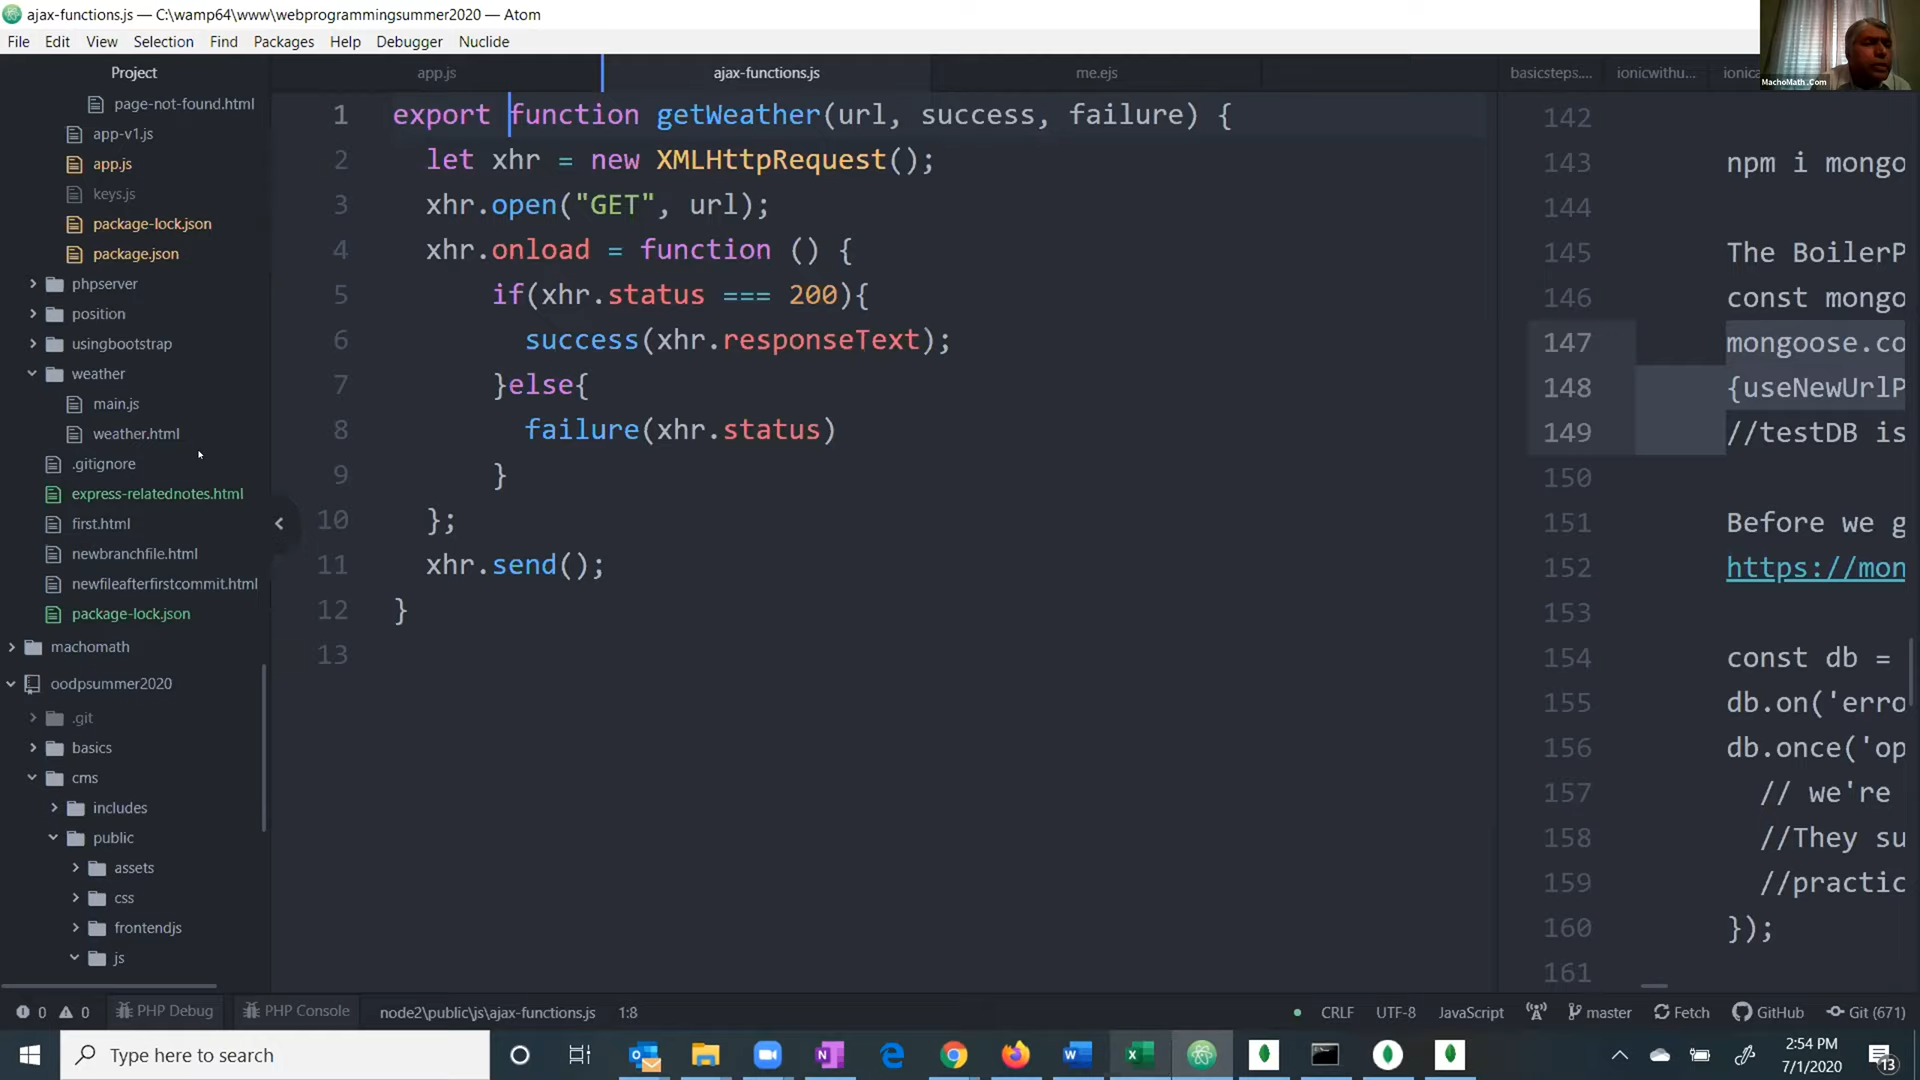 ajax-functions.js — C:\wamp64\www\webprogrammingsummer2020 — Atom
File Edit View Selection Find Packages Help Debugger Nuclide
MachoMath .Com
Project
page-not-found.html
app-v1.js
app.js
keys.js
package-lock.json
package.json
phpserver
position
usingbootstrap
weather
main.js
weather.html
.gitignore
express-relatednotes.html
first.html
newbranchfile.html
newfileafterfirstcommit.html
package-lock.json
machomath
oodpsummer2020
.git
basics
cms
includes
public
assets
css
frontendjs
js
app.js ajax-functions.js me.ejs
1 export function getWeather(url, success, failure) {
2 let xhr = new XMLHttpRequest();
3 xhr.open("GET", url);
4 xhr.onload = function () {
5 if(xhr.status === 200){
6 success(xhr.responseText);
7 }else{
8 failure(xhr.status)
9 }
10 };
11 xhr.send();
12 }
13
basicsteps.... ionicwithu...
142
143 npm i mongo
144
145 The BoilerP
146 const mongo
147 mongoose.co
148 {useNewUrlP
149 //testDB is
150
151 Before we g
152 https://mon
153
154 const db =
155 db.on('erro
156 db.once('op
157 // we're
158 //They su
159 //practic
160 });
161
0 0 PHP Debug PHP Console node2\public\js\ajax-functions.js 1:8 CRLF UTF-8 JavaScript master Fetch GitHub Git (671)
Type here to search
2:54 PM
7/1/2020
13